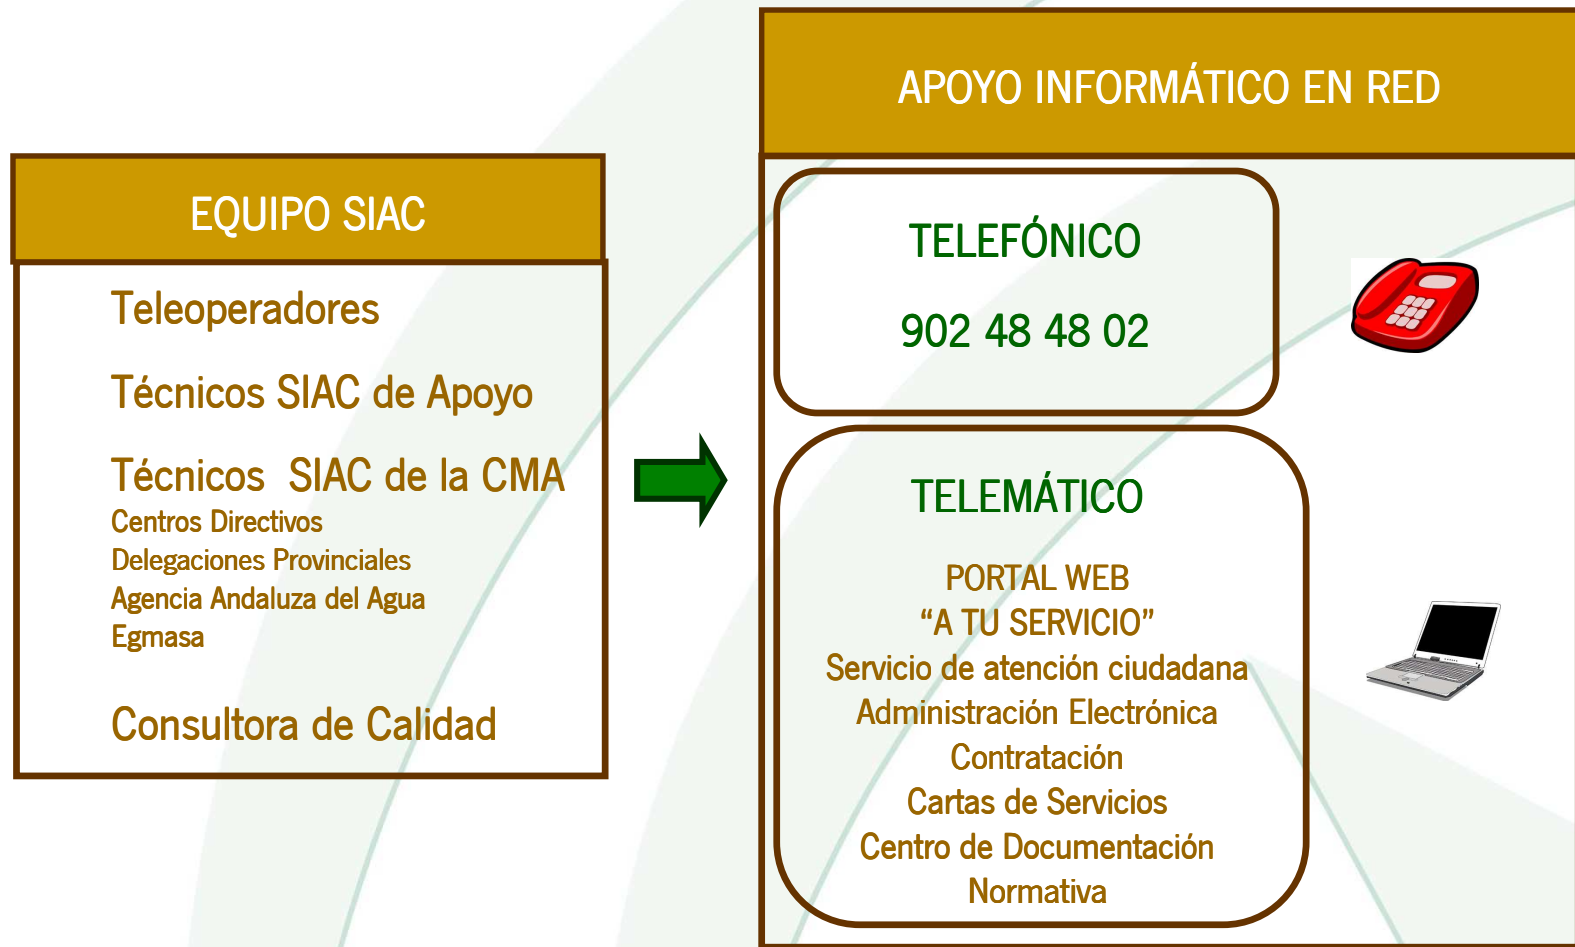 EQUIPO SIAC
Teleoperadores
Técnicos SIAC de Apoyo
Técnicos SIAC de la CMA
Centros Directivos
Delegaciones Provinciales
Agencia Andaluza del Agua
Egmasa
Consultora de Calidad
APOYO INFORMÁTICO EN RED
TELEFÓNICO
902 48 48 02
TELEMÁTICO
PORTAL WEB
“A TU SERVICIO”
Servicio de atención ciudadana
Administración Electrónica
Contratación
Cartas de Servicios
Centro de Documentación
Normativa